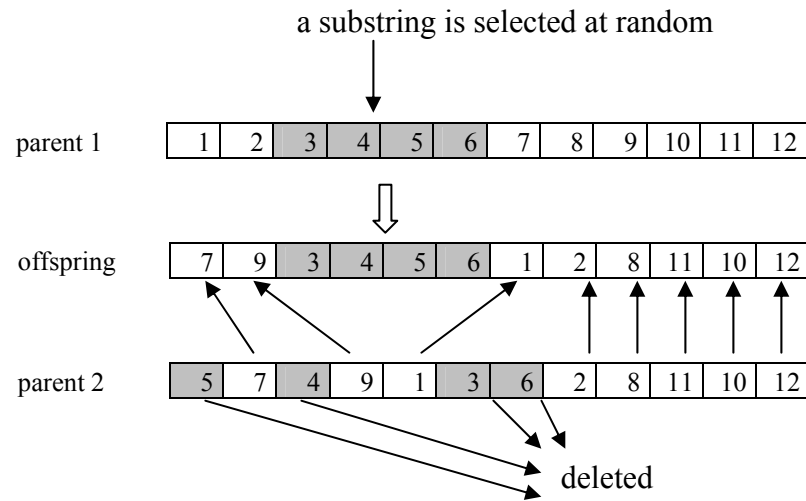 a substring is selected at random
parent 1 1 2 3 4 5 6 7 8 9 10 11 12
offspring 7 9 3 4 5 6 1 2 8 11 10 12
parent 2 5 7 4 9 1 3 6 2 8 11 10 12
deleted